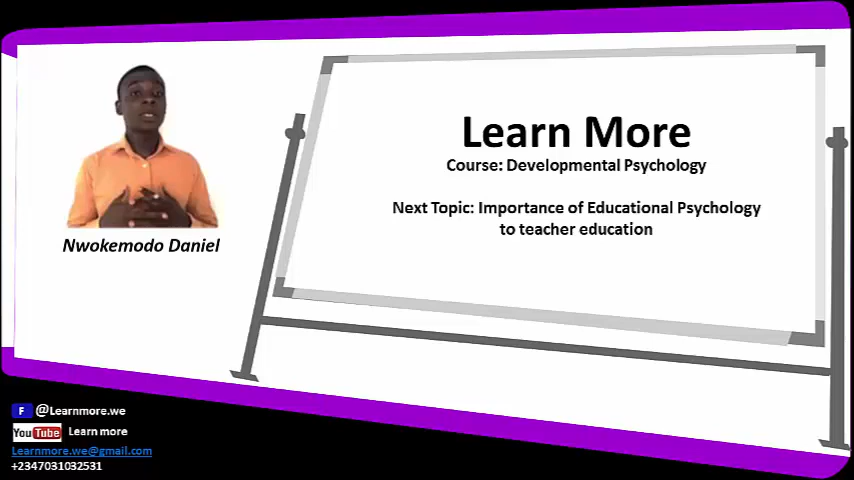 Learn More
Course: Developmental Psychology
Next Topic: Importance of Educational Psychology
to teacher education
Nwokemodo Daniel
F @Learnmore.we
YouTube Learn more
Learnmore.we@gmail.com
+2347031032531